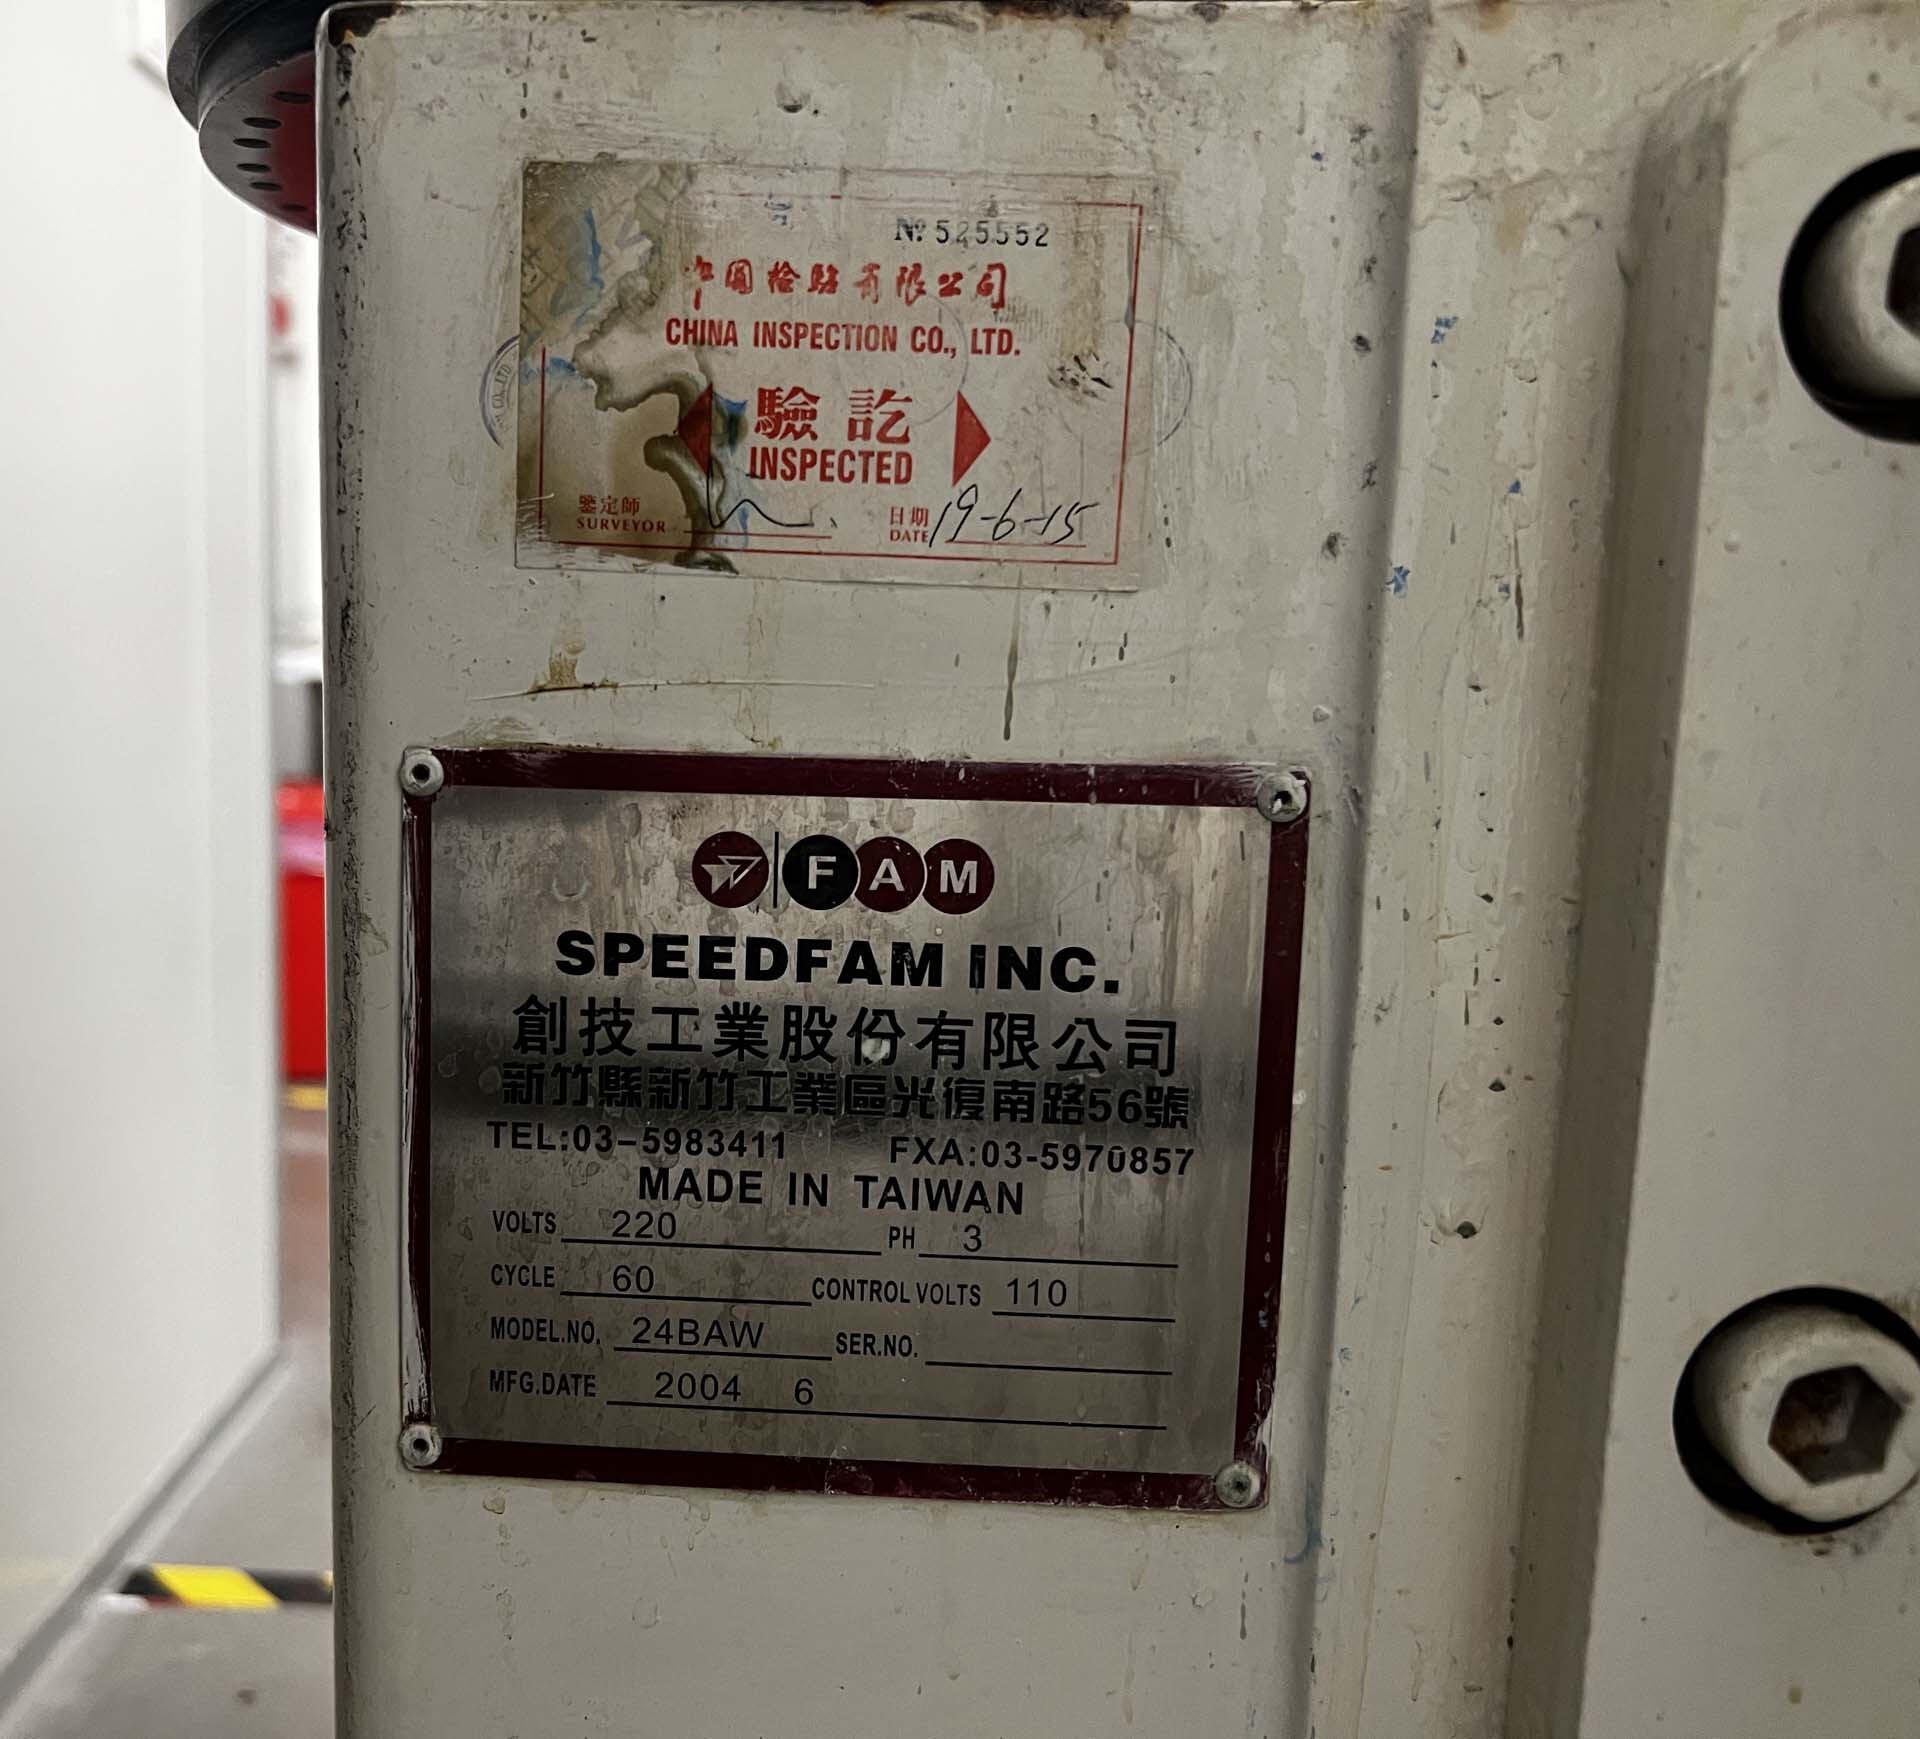 № 525552
中國檢驗有限公司
CHINA INSPECTION CO., LTD.
驗訖
INSPECTED
鑒定師
SURVEYOR
日期
DATE 19-6-15
CO., LTD
FAM
SPEEDFAM INC.
創技工業股份有限公司
新竹縣新竹工業區光復南路56號
TEL:03-5983411 FXA:03-5970857
MADE IN TAIWAN
VOLTS 220 PH 3
CYCLE 60 CONTROL VOLTS 110
MODEL.NO. 24BAW SER.NO.
MFG.DATE 2004 6